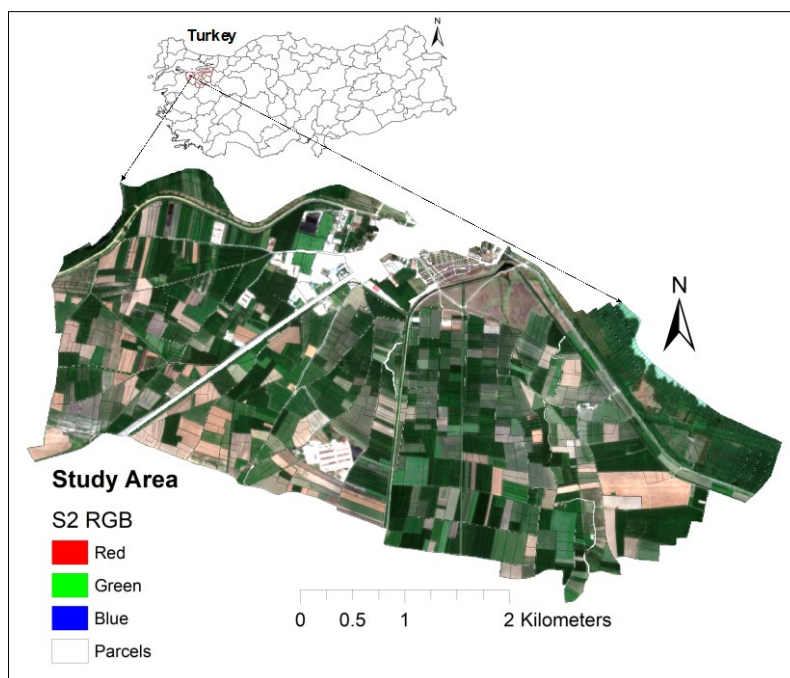 Turkey
N
N
Study Area
S2 RGB
Red
Green
Blue
Parcels
0 0.5 1 2 Kilometers